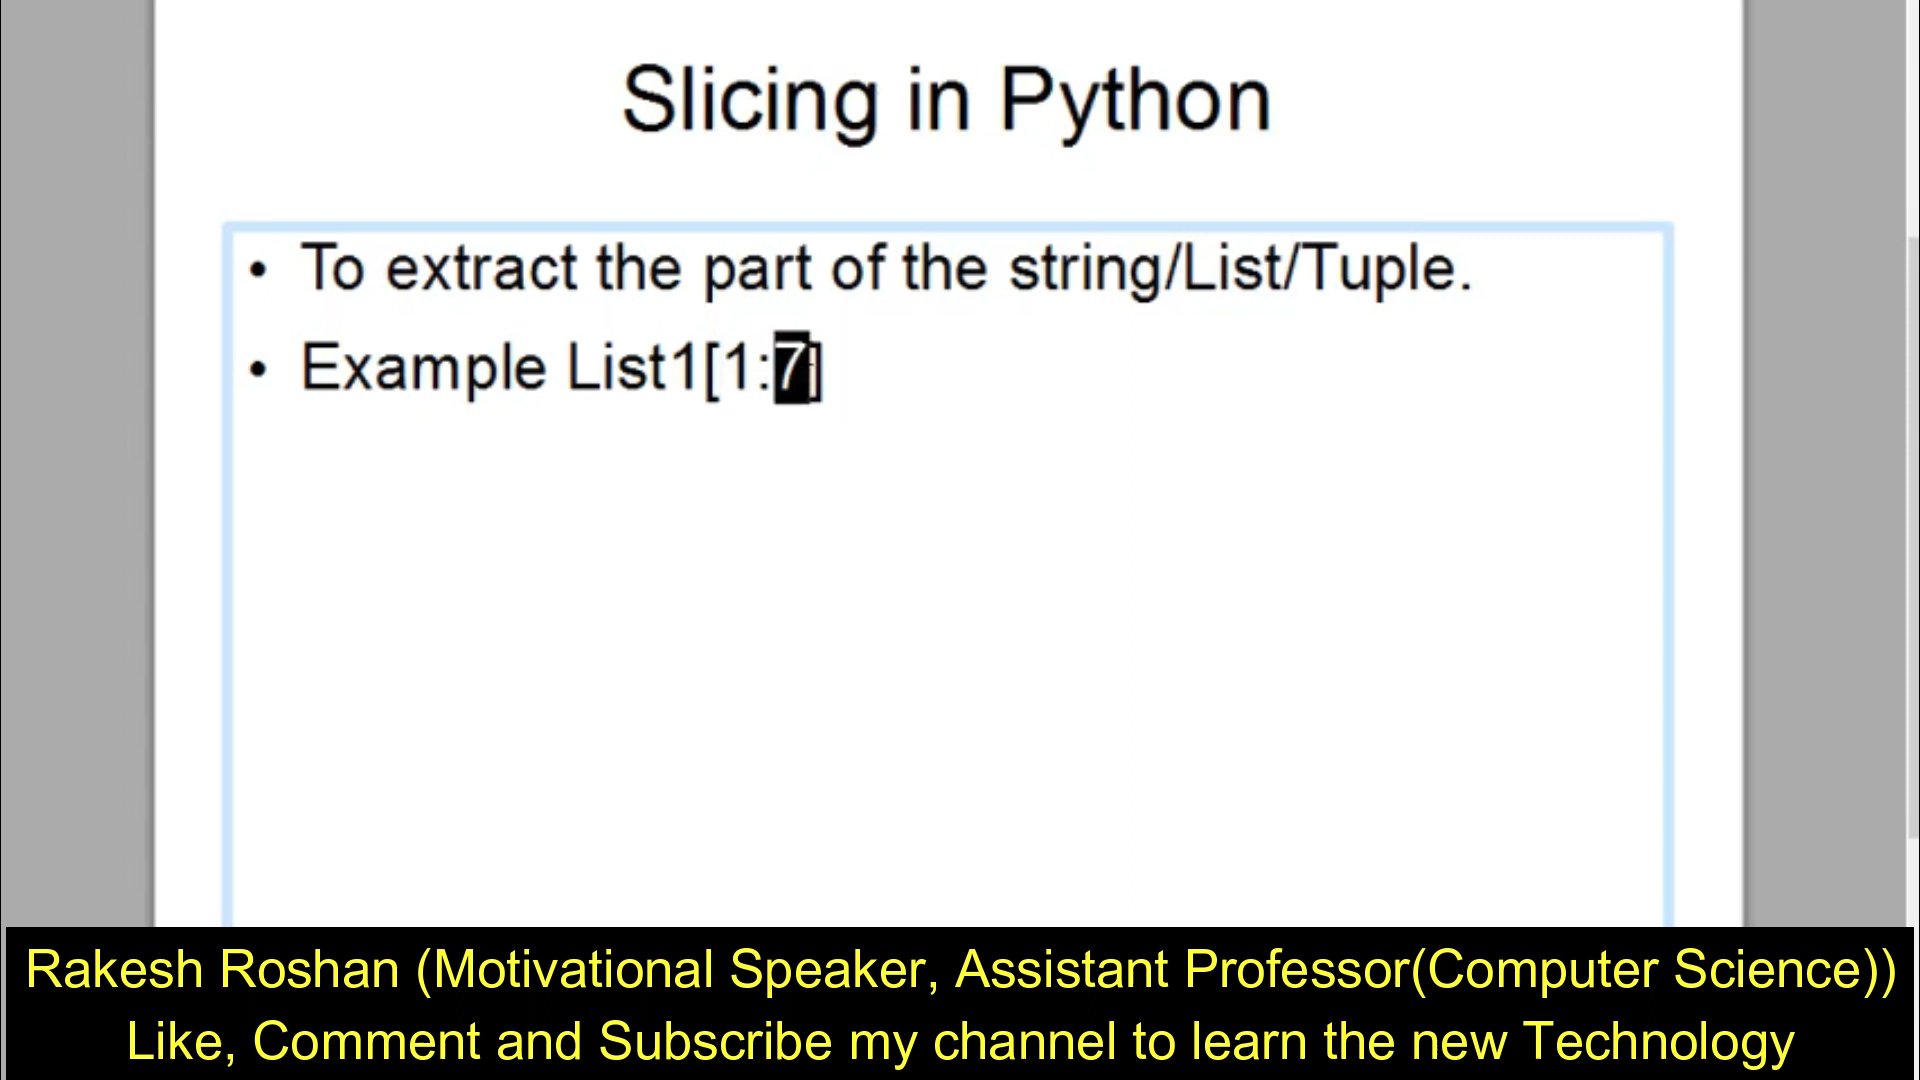 Slicing in Python
• To extract the part of the string/List/Tuple.
• Example List1[1:7]
Rakesh Roshan (Motivational Speaker, Assistant Professor(Computer Science))
Like, Comment and Subscribe my channel to learn the new Technology